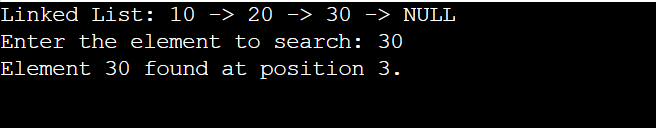 Linked List: 10 -> 20 -> 30 -> NULL
Enter the element to search: 30
Element 30 found at position 3.